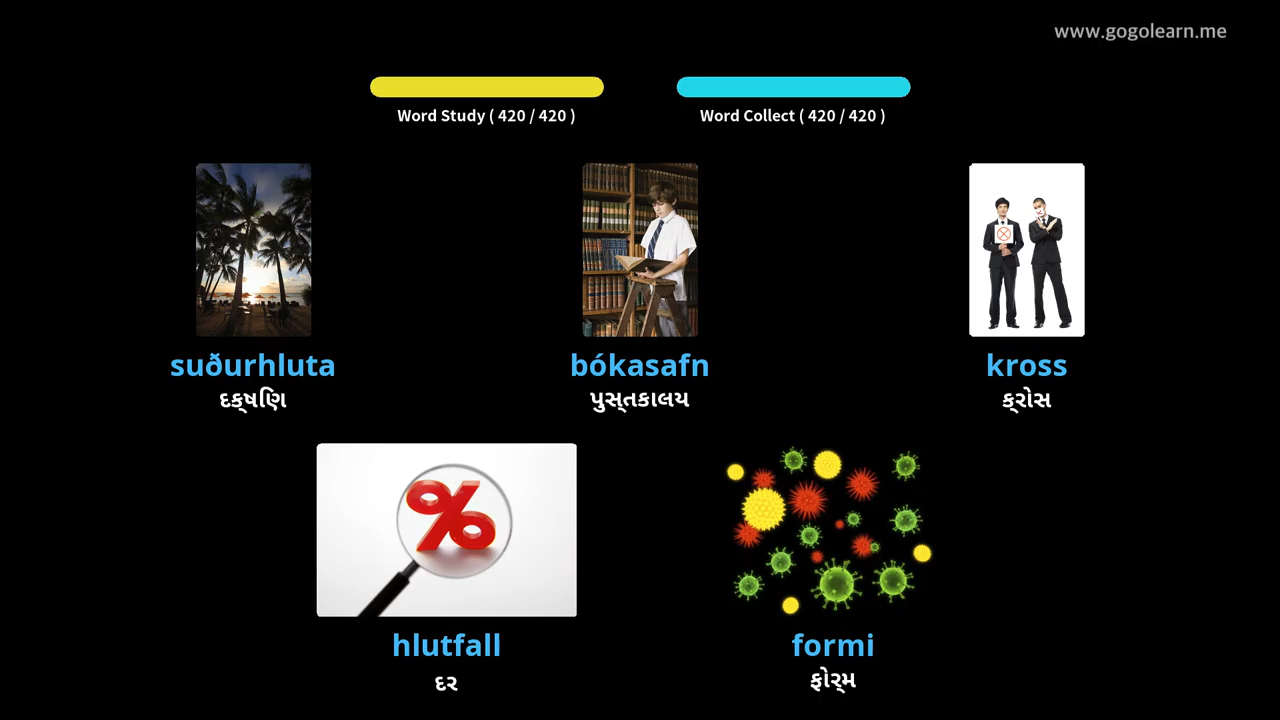 www.gogolearn.me
Word Study ( 420 / 420 )
Word Collect ( 420 / 420 )
suðurhluta
દક્ષણિ
bókasafn
પુસ્તકાલય
kross
ક્રોસ
%
hlutfall
દર
formi
ફોર્મ